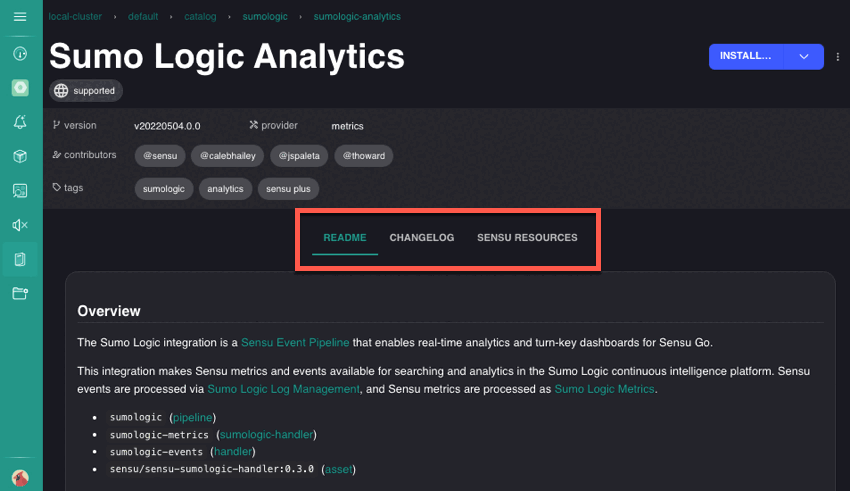 local-cluster › default › catalog › sumologic › sumologic-analytics
Sumo Logic Analytics
INSTALL...
supported
version v20220504.0.0 provider metrics
contributors @sensu @calebhailey @jspaleta @thoward
tags sumologic analytics sensu plus
README CHANGELOG SENSU RESOURCES
Overview
The Sumo Logic integration is a Sensu Event Pipeline that enables real-time analytics and turn-key dashboards for Sensu Go.
This integration makes Sensu metrics and events available for searching and analytics in the Sumo Logic continuous intelligence platform. Sensu
events are processed via Sumo Logic Log Management, and Sensu metrics are processed as Sumo Logic Metrics.
• sumologic (pipeline)
• sumologic-metrics (sumologic-handler)
• sumologic-events (handler)
• sensu/sensu-sumologic-handler:0.3.0 (asset)